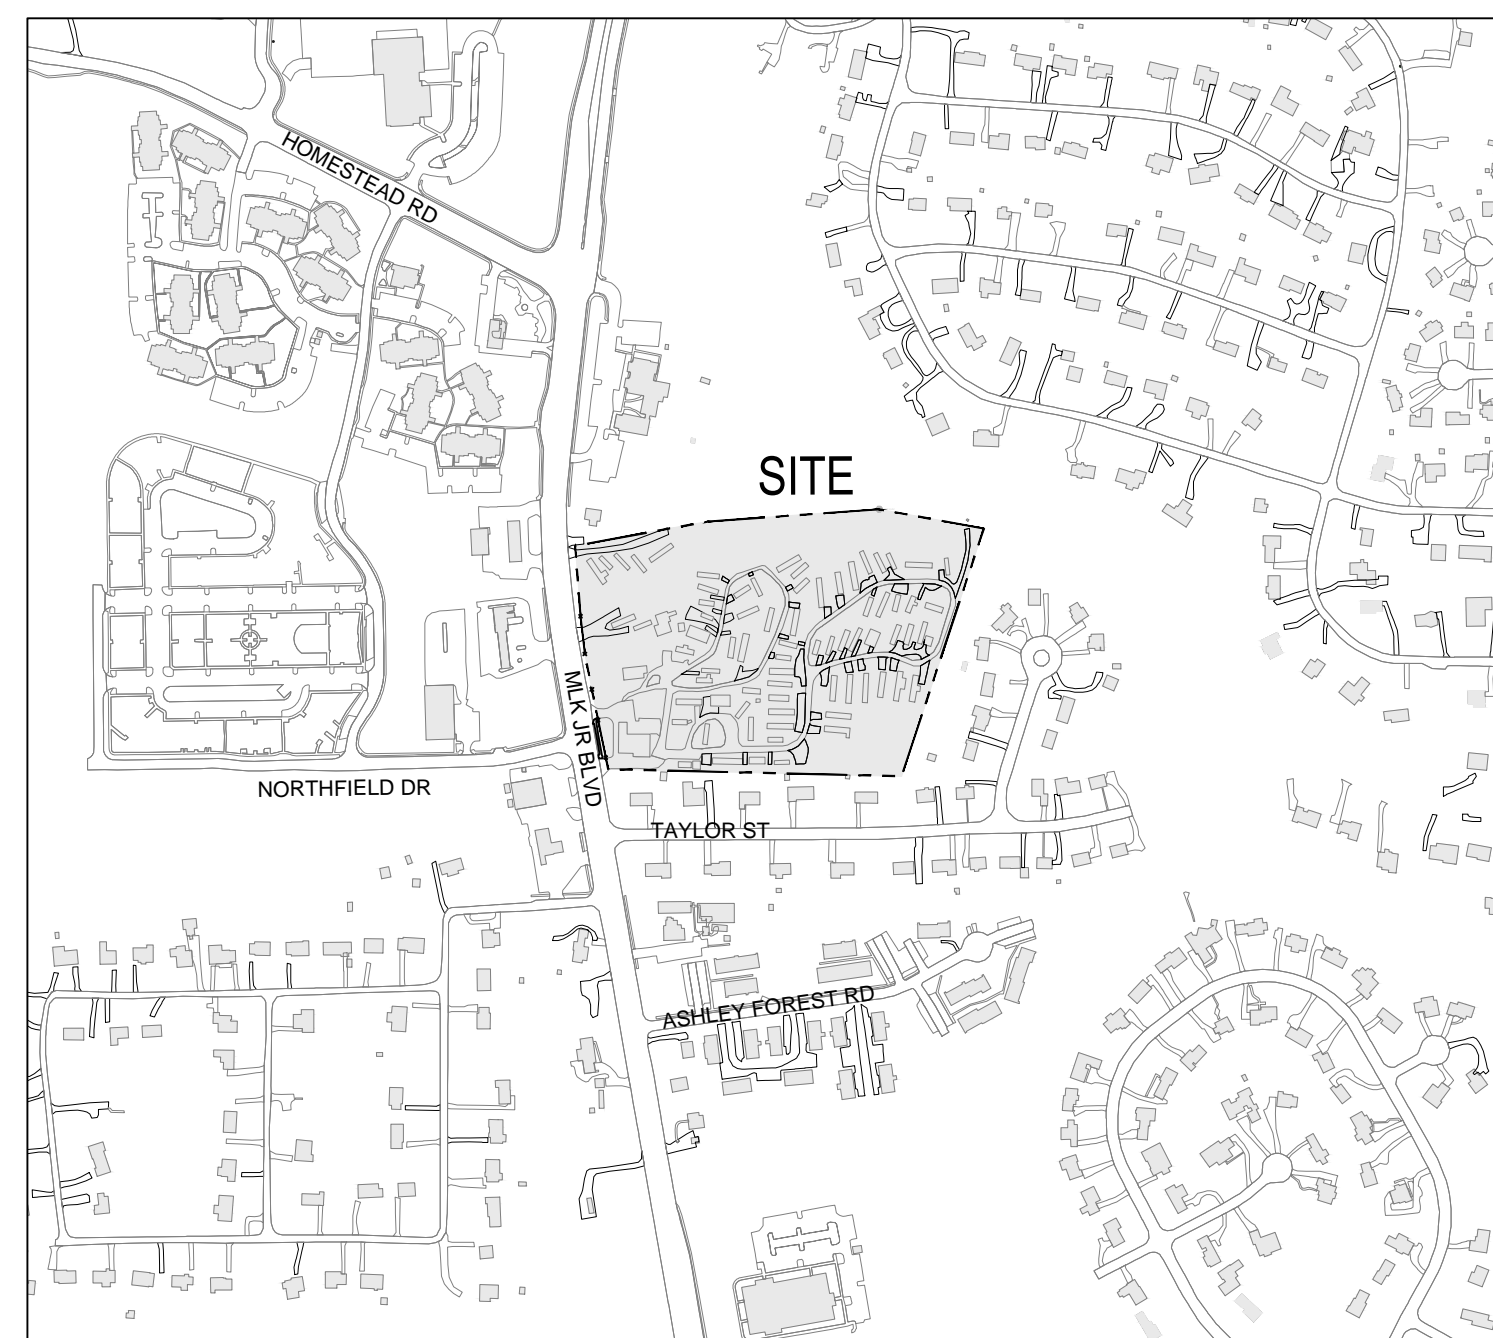 HOMESTEAD RD
SITE
MLK JR BLVD
NORTHFIELD DR
TAYLOR ST
ASHLEY FOREST RD